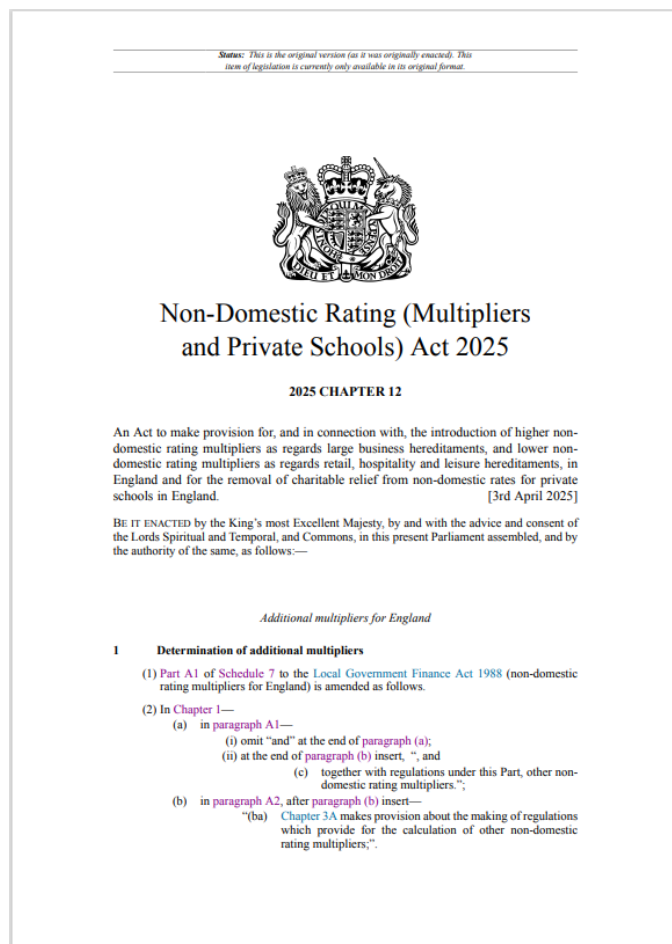 Status: This is the original version (as it was originally enacted). This
item of legislation is currently only available in its original format.
DIEU ET MON DROIT
Non-Domestic Rating (Multipliers
and Private Schools) Act 2025
2025 CHAPTER 12
An Act to make provision for, and in connection with, the introduction of higher non-
domestic rating multipliers as regards large business hereditaments, and lower non-
domestic rating multipliers as regards retail, hospitality and leisure hereditaments, in
England and for the removal of charitable relief from non-domestic rates for private
schools in England. [3rd April 2025]
BE IT ENACTED by the King's most Excellent Majesty, by and with the advice and consent of
the Lords Spiritual and Temporal, and Commons, in this present Parliament assembled, and by
the authority of the same, as follows:—
Additional multipliers for England
1 Determination of additional multipliers
(1) Part A1 of Schedule 7 to the Local Government Finance Act 1988 (non-domestic
rating multipliers for England) is amended as follows.
(2) In Chapter 1—
(a) in paragraph A1—
(i) omit “and” at the end of paragraph (a);
(ii) at the end of paragraph (b) insert, “, and
(c) together with regulations under this Part, other non-
domestic rating multipliers.”;
(b) in paragraph A2, after paragraph (b) insert—
“(ba) Chapter 3A makes provision about the making of regulations
which provide for the calculation of other non-domestic
rating multipliers;”.